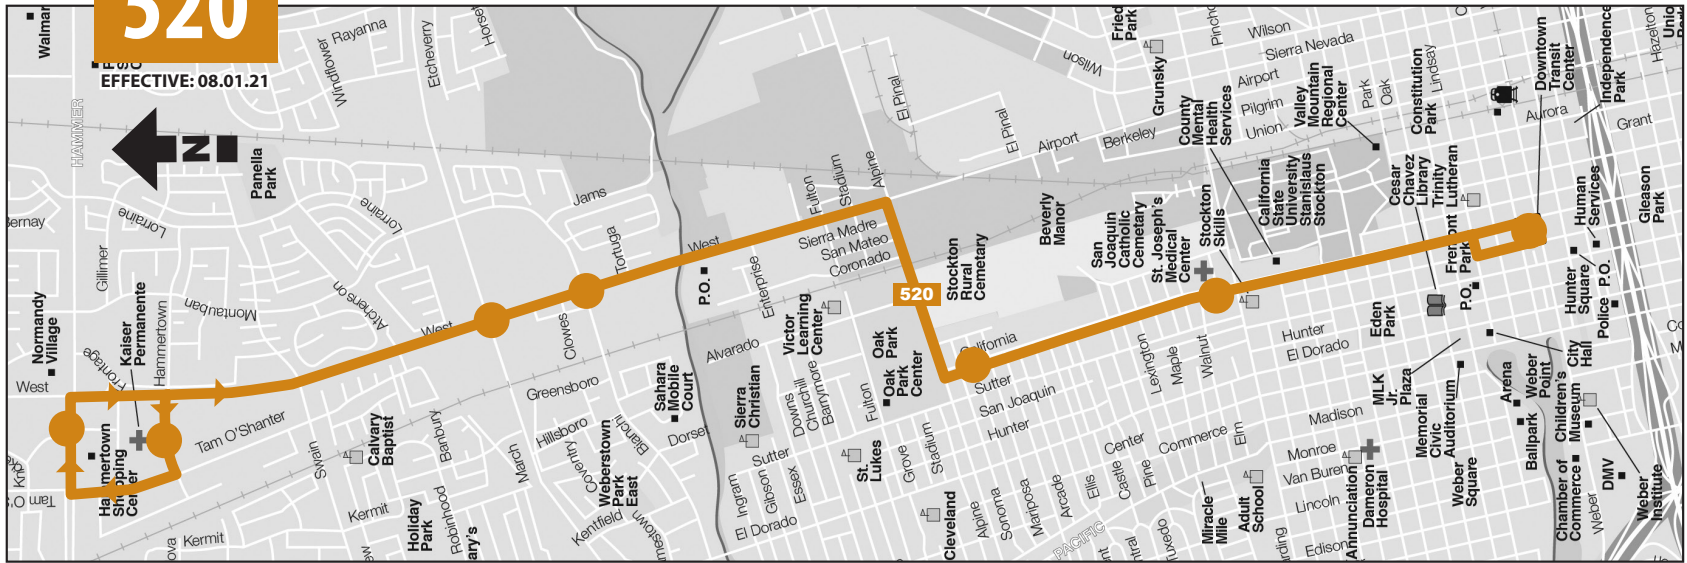 520
EFFECTIVE: 08.01.21
N
HAMMER
Panella
Park
Rayanna
Windflower
Etcheverry
Lorraine
Lorraine
Gillimer
Montauban
Normandy
Village
Frontage
Kaiser
Permanente
Hammertown
West
Hammertown
Shopping
Center
Tam O'Shanter
Swain
Calvary
Baptist
Kermit
Kermit
Holiday
Park
Robinhood
Banbury
March
Atchenson
West
Clowes
Jams
Tortuga
Greensboro
Hillsboro
Coventry
Bianchi
Weberstown
Park
East
Kentfield
Sahara
Mobile
Court
Dorset
West
P.O.
Enterprise
Alvarado
Sierra
Christian
Sutter
El Ingram
Gibson
Essex
El Dorado
Downs
Churchill
Barrymore
Victor
Learning
Center
Fulton
Stadium
Alpine
Sierra Madre
San Mateo
Coronado
St.
Lukes
Fulton
Oak
Park
Oak
Park
Center
520
Stockton
Rural
Cemetary
California
Sutter
San Joaquin
Hunter
Grove
Stadium
Cleveland
Alpine
Sonoma
Mariposa
Arcade
Ellis
Castle
Pine
Center
Commerce
PACIFIC
Tuxedo
Miracle
Mile
Adult
School
Elm
El Pinal
El Pinal
Wilson
Airport
Berkeley
Beverly
Manor
San
Joaquin
Catholic
Cemetary
St. Joseph's
Medical
Center
Stockton
Skills
Grunsky
County
Mental
Health
Services
Wilson
Sierra Nevada
Airport
Pilgrim
Union
Valley
Mountain
Regional
Center
Park
Oak
California
State
University
Stanislaus
Stockton
Constitution
Park
Lindsay
Cesar
Chavez
Library
Trinity
Lutheran
Downtown
Transit
Center
Independence
Park
Aurora
Grant
Fremont
Park
P.O.
Human
Services
Gleason
Park
Hunter
Square
P.O.
Police
Lexington
Maple
Walnut
Hunter
El Dorado
Eden
Park
Madison
Monroe
Van Buren
Lincoln
Edison
Annunciation
Dameron
Hospital
MLK
Jr.
Plaza
Memorial
Civic
Auditorium
Weber
Square
Arena
Weber
Point
Ballpark
City
Hall
Children's
Museum
Chamber of
Commerce
DMV
Weber
Weber
Institute
Hazelton